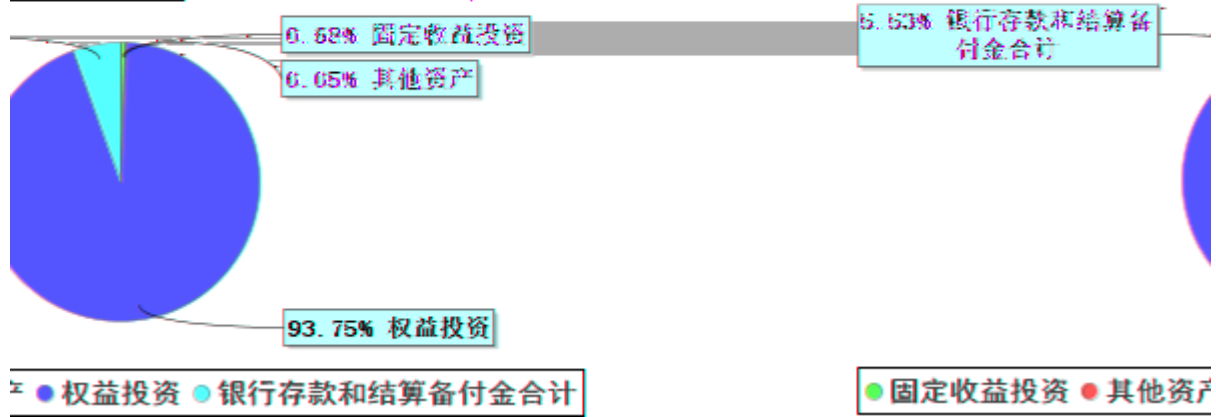 0.68% 固定收益投资
5.53% 银行存款和结算备
付金合计
0.05% 其他资产
93.75% 权益投资
权益投资 银行存款和结算备付金合计
固定收益投资 其他资产